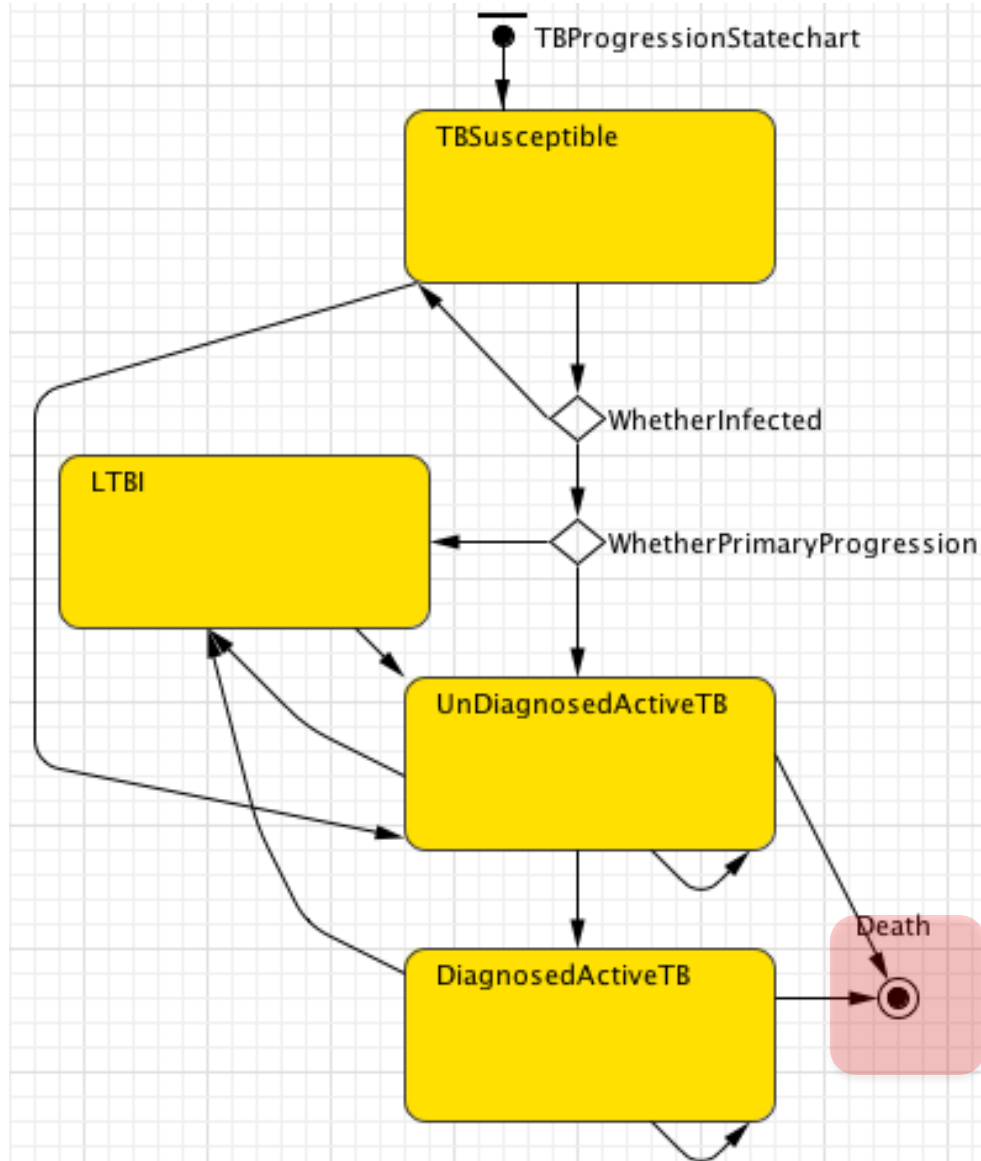 TBProgressionStatechart
TBSusceptible
WhetherInfected
LTBI
WhetherPrimaryProgression
UnDiagnosedActiveTB
Death
DiagnosedActiveTB